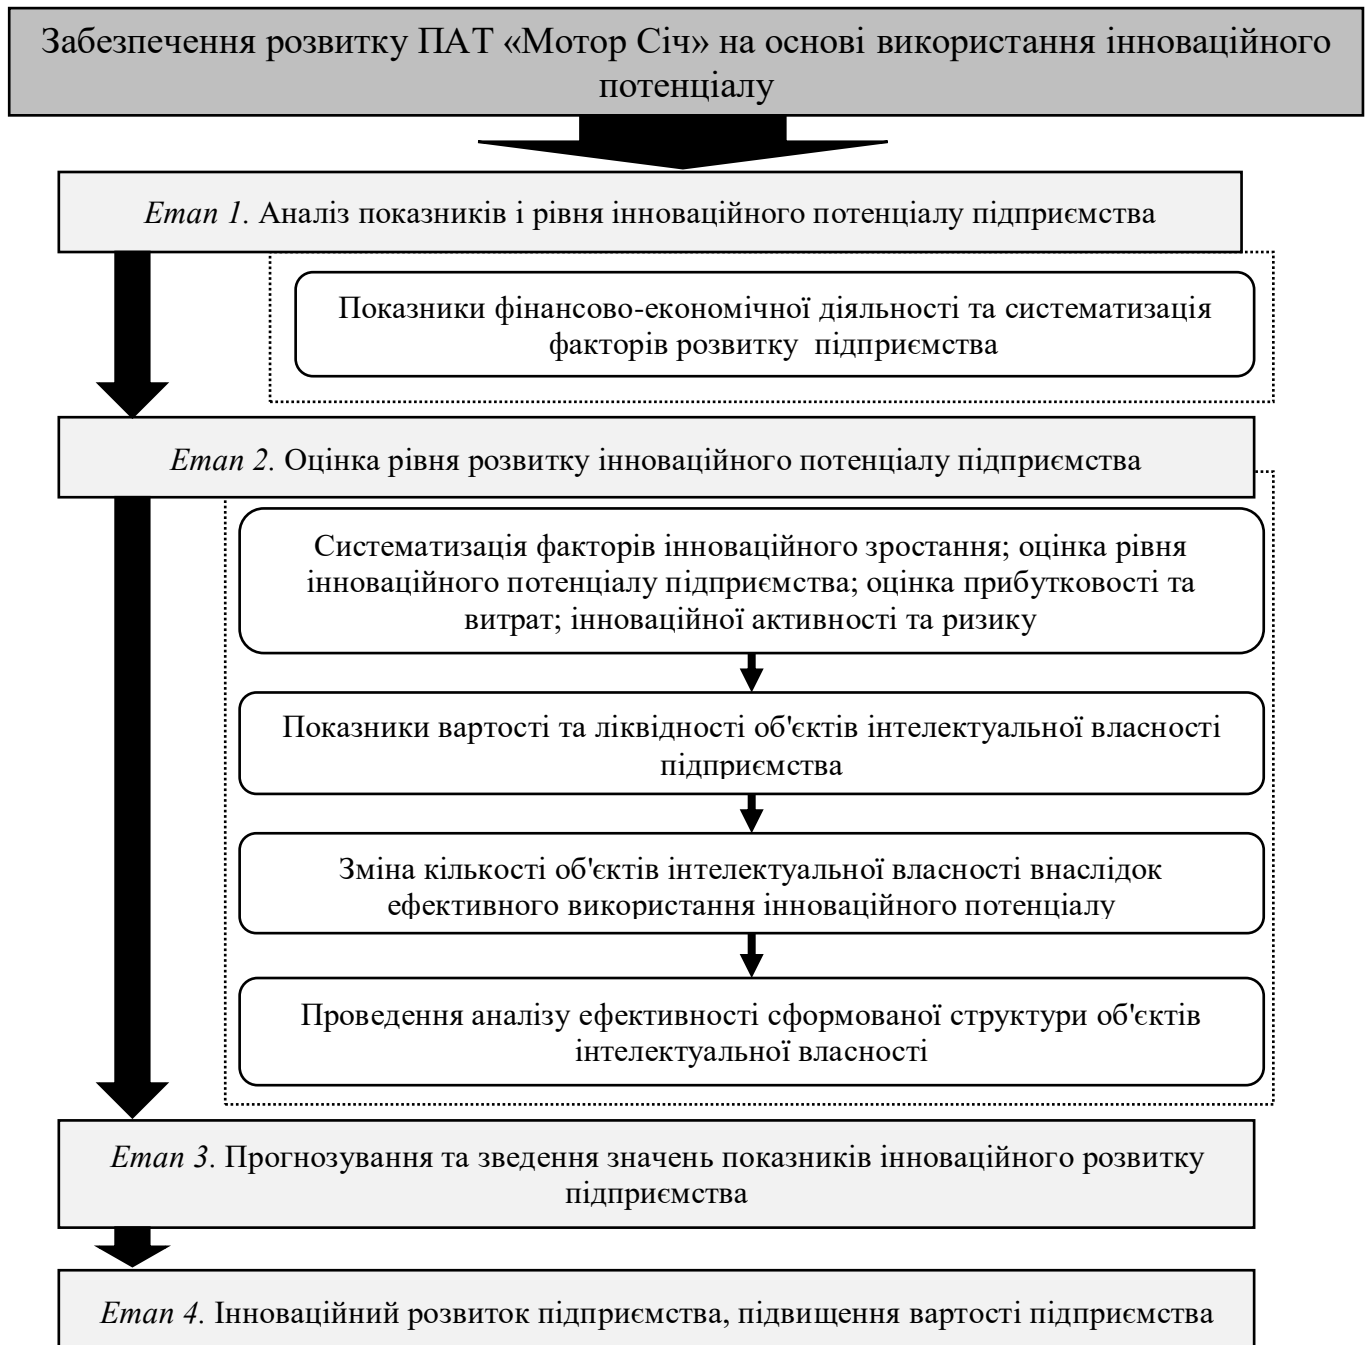 Забезпечення розвитку ПАТ «Мотор Січ» на основі використання інноваційного
потенціалу
Етап 1. Аналіз показників і рівня інноваційного потенціалу підприємства
Показники фінансово-економічної діяльності та систематизація
факторів розвитку підприємства
Етап 2. Оцінка рівня розвитку інноваційного потенціалу підприємства
Систематизація факторів інноваційного зростання; оцінка рівня
інноваційного потенціалу підприємства; оцінка прибутковості та
витрат; інноваційної активності та ризику
Показники вартості та ліквідності об'єктів інтелектуальної власності
підприємства
Зміна кількості об'єктів інтелектуальної власності внаслідок
ефективного використання інноваційного потенціалу
Проведення аналізу ефективності сформованої структури об'єктів
інтелектуальної власності
Етап 3. Прогнозування та зведення значень показників інноваційного розвитку
підприємства
Етап 4. Інноваційний розвиток підприємства, підвищення вартості підприємства